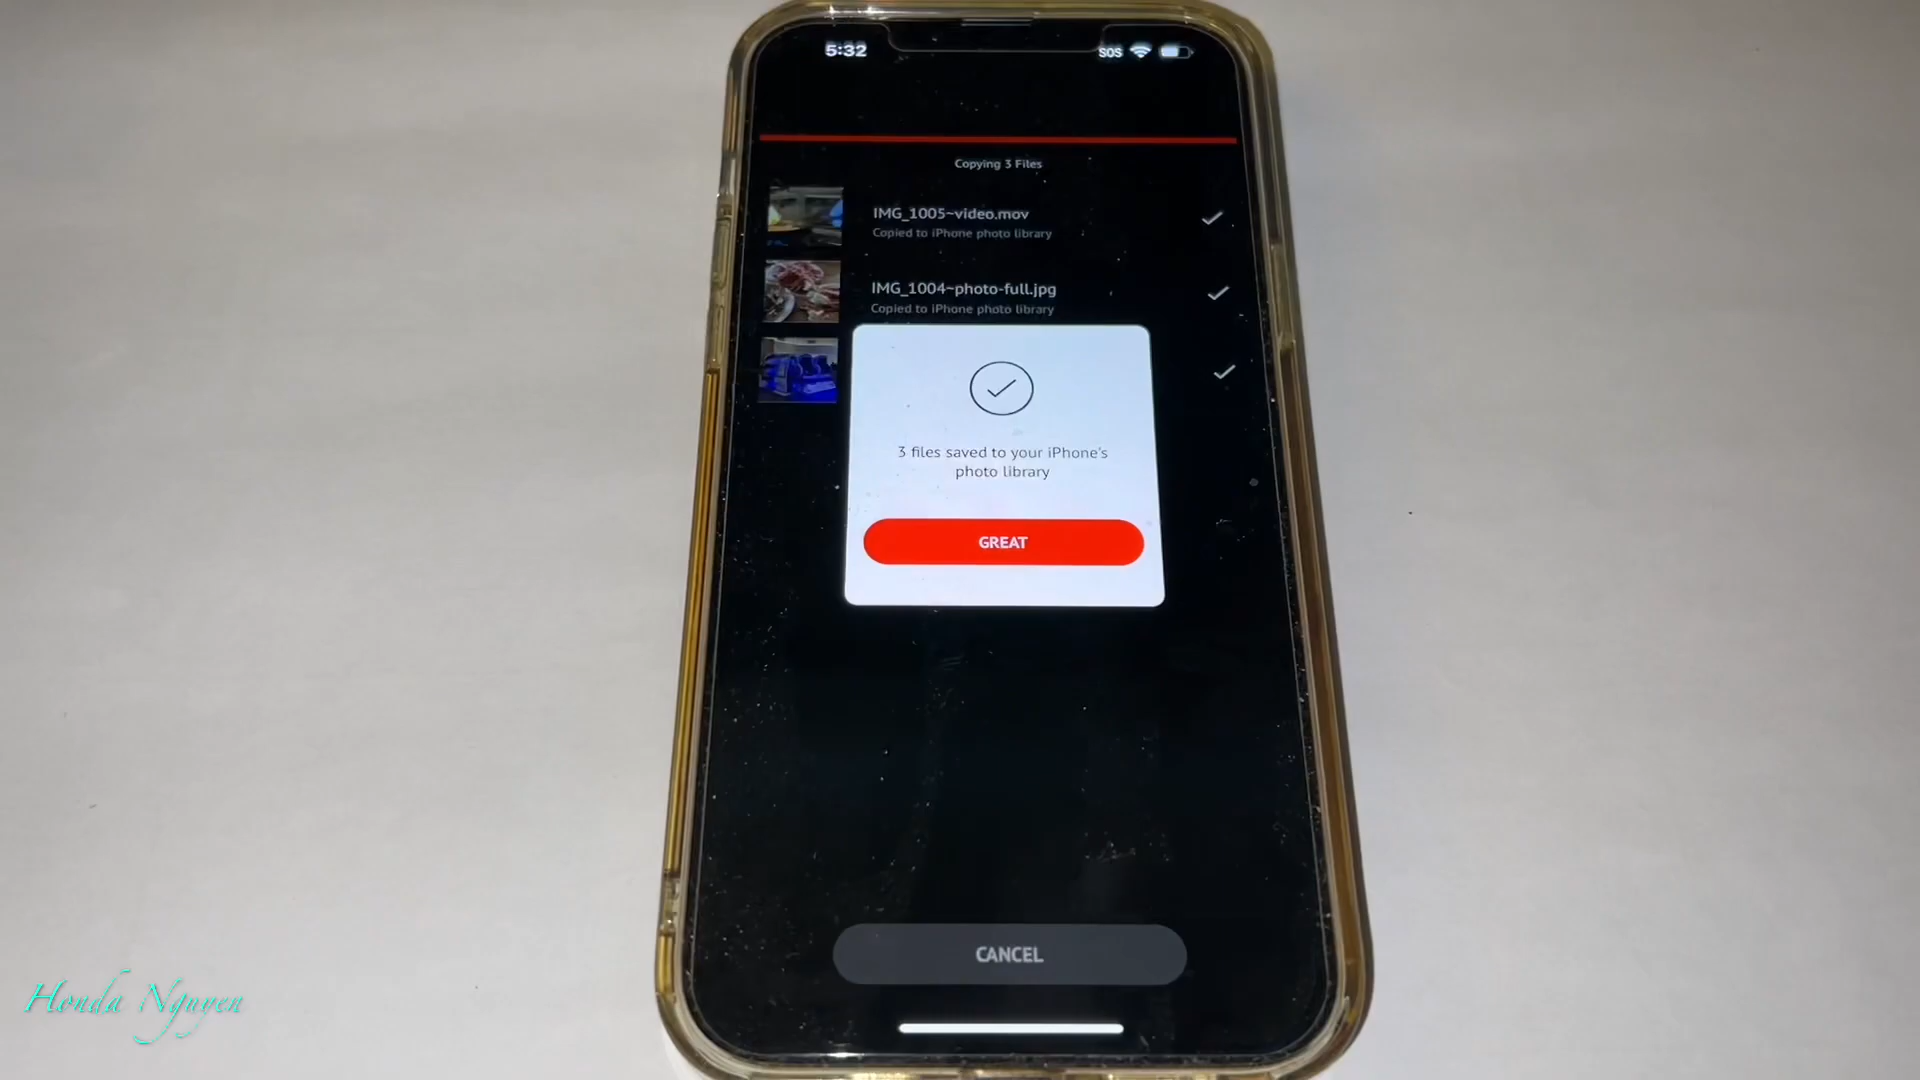 5:32
SOS
Copying 3 Files
IMG_1005~video.mov
Copied to iPhone photo library
IMG_1004~photo-full.jpg
Copied to iPhone photo library
3 files saved to your iPhone's
photo library
GREAT
CANCEL
Honda Nguyen